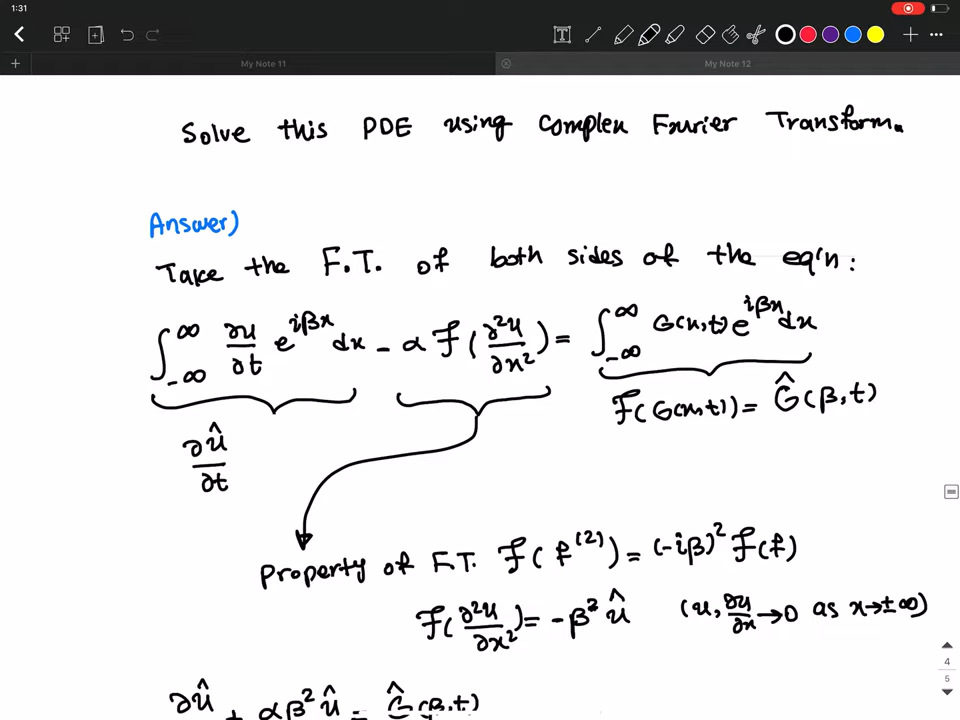 1:31
My Note 11
My Note 12
Solve this PDE using Complex Fourier Transform.
Answer)
Take the F.T. of both sides of the eq'n:
∫_{-∞}^{∞} ∂u/∂t e^{iβx} dx - α ℱ(∂²u/∂x²) = ∫_{-∞}^{∞} G(x,t) e^{iβx} dx
ℱ(G(x,t)) = Ĝ(β,t)
∂û/∂t
Property of F.T. ℱ(f^{(2)}) = (-iβ)² ℱ(f)
ℱ(∂²u/∂x²) = -β² û (u, ∂u/∂x → 0 as x → ±∞)
∂û + αβ² û = Ĝ(β,t)
4
5